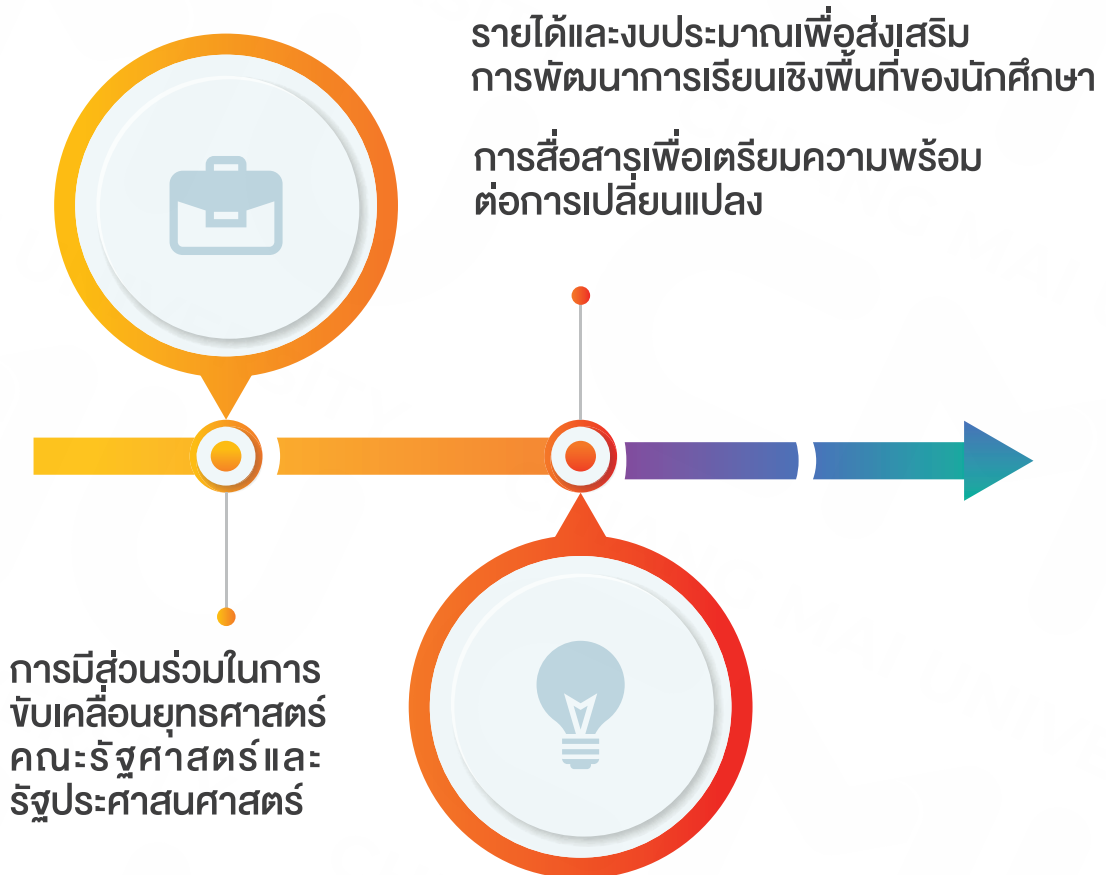 รายได้และงบประมาณเพื่อส่งเสริม
การพัฒนาการเรียนเชิงพื้นที่ของนักศึกษา
การสื่อสารเพื่อเตรียมความพร้อม
ต่อการเปลี่ยนแปลง
การมีส่วนร่วมในการ
ขับเคลื่อนยุทธศาสตร์
คณะรัฐศาสตร์และ
รัฐประศาสนศาสตร์